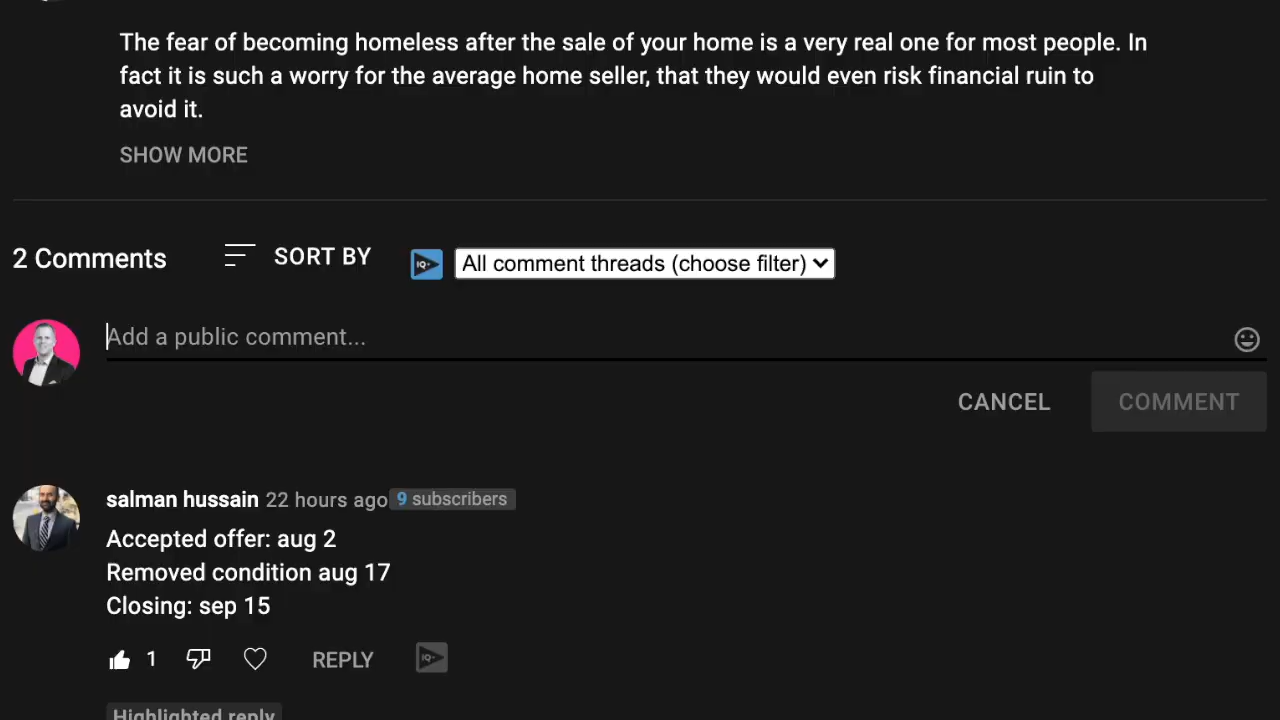 The fear of becoming homeless after the sale of your home is a very real one for most people. In
fact it is such a worry for the average home seller, that they would even risk financial ruin to
avoid it.
SHOW MORE
2 Comments
SORT BY
IQ
All comment threads (choose filter)
Add a public comment...
CANCEL
COMMENT
salman hussain 22 hours ago 9 subscribers
Accepted offer: aug 2
Removed condition aug 17
Closing: sep 15
1
REPLY
IQ
Highlighted reply